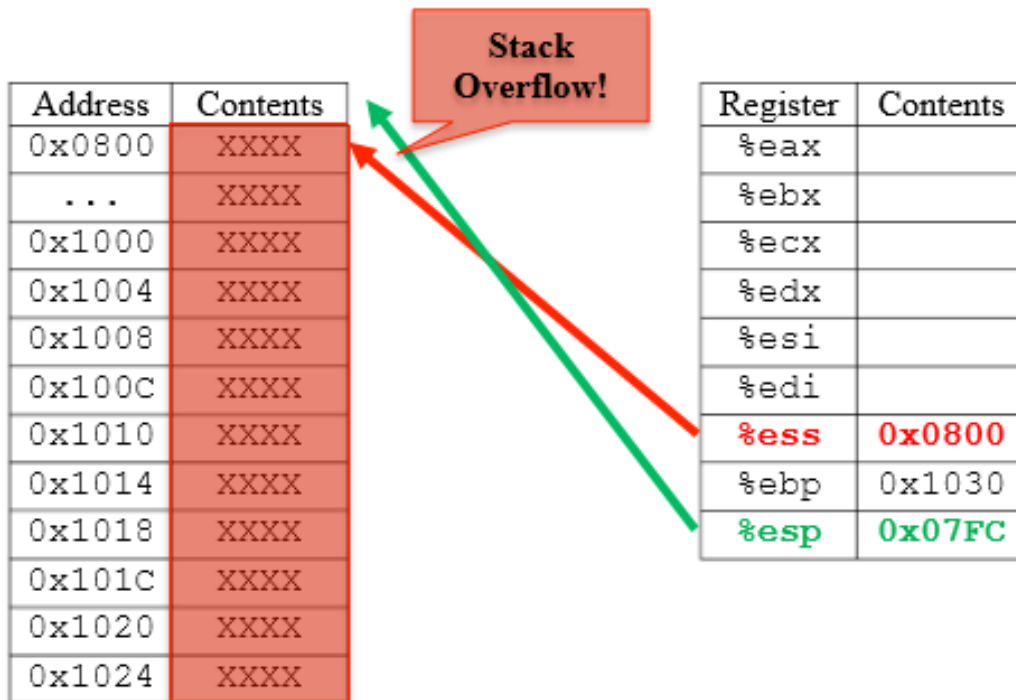 Stack
Overflow!
Address Contents
0x0800 XXXX
... XXXX
0x1000 XXXX
0x1004 XXXX
0x1008 XXXX
0x100C XXXX
0x1010 XXXX
0x1014 XXXX
0x1018 XXXX
0x101C XXXX
0x1020 XXXX
0x1024 XXXX
Register Contents
%eax
%ebx
%ecx
%edx
%esi
%edi
%ess 0x0800
%ebp 0x1030
%esp 0x07FC